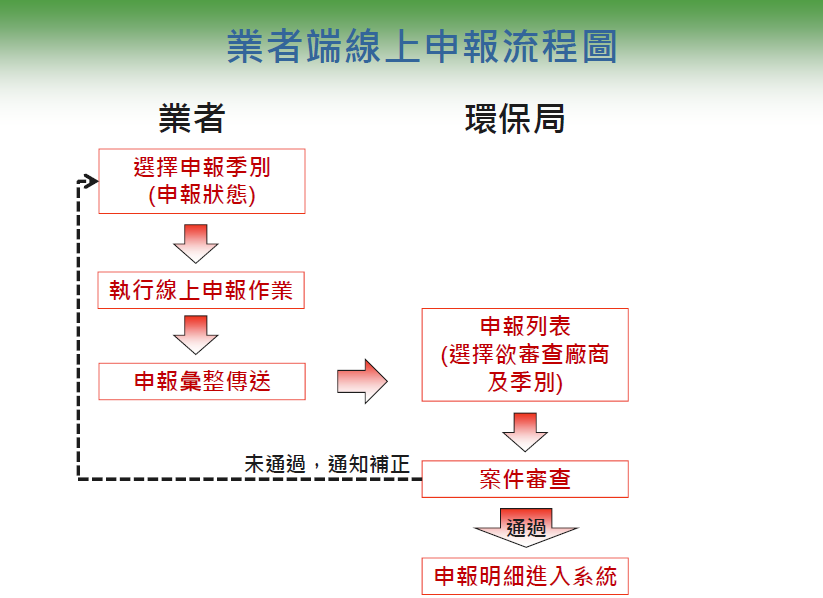 業者端線上申報流程圖
業者
環保局
選擇申報季別
(申報狀態)
執行線上申報作業
申報彙整傳送
申報列表
(選擇欲審查廠商
及季別)
未通過，通知補正
案件審查
通過
申報明細進入系統